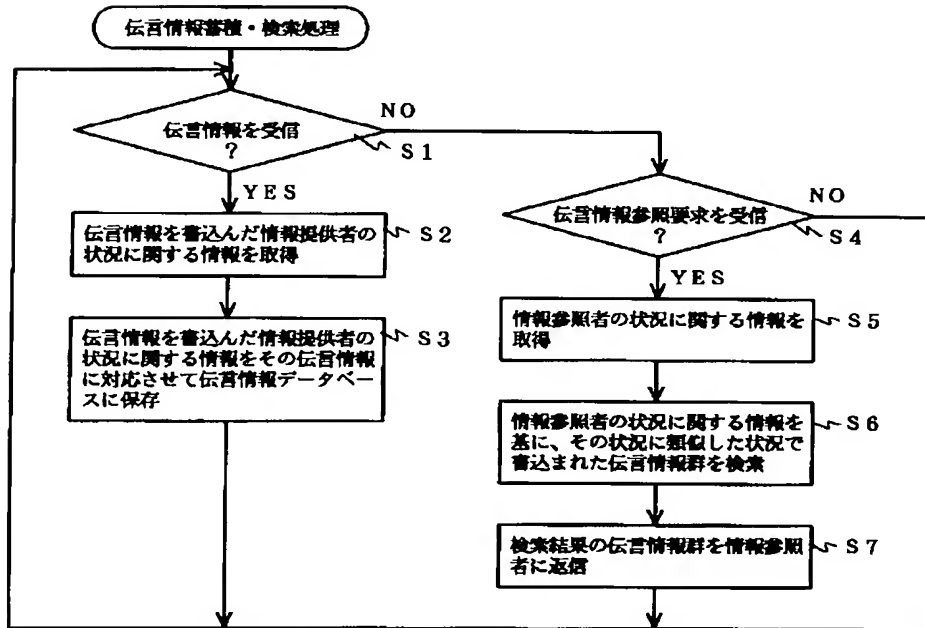 伝言情報蓄積・検索処理
伝言情報を受信
?
NO
S1
YES
伝言情報を書込んだ情報提供者の
状況に関する情報を取得
S2
伝言情報を書込んだ情報提供者の
状況に関する情報をその伝言情報
に対応させて伝言情報データベー
スに保存
S3
伝言情報参照要求を受信
?
NO
S4
YES
情報参照者の状況に関する情報を
取得
S5
情報参照者の状況に関する情報を
基に、その状況に類似した状況で
書込まれた伝言情報群を検索
S6
検索結果の伝言情報群を情報参照
者に返信
S7